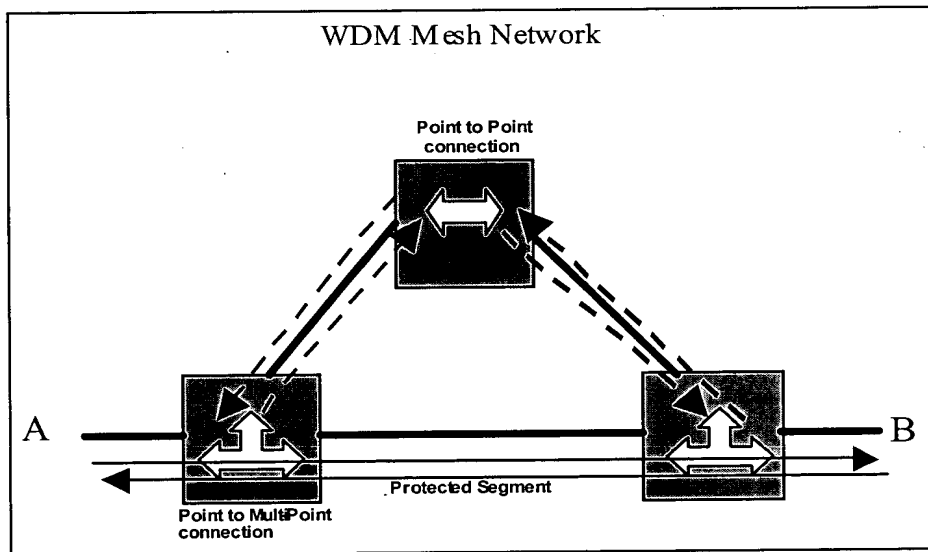 WDM Mesh Network
Point to Point
connection
A
B
Protected Segment
Point to MultiPoint
connection